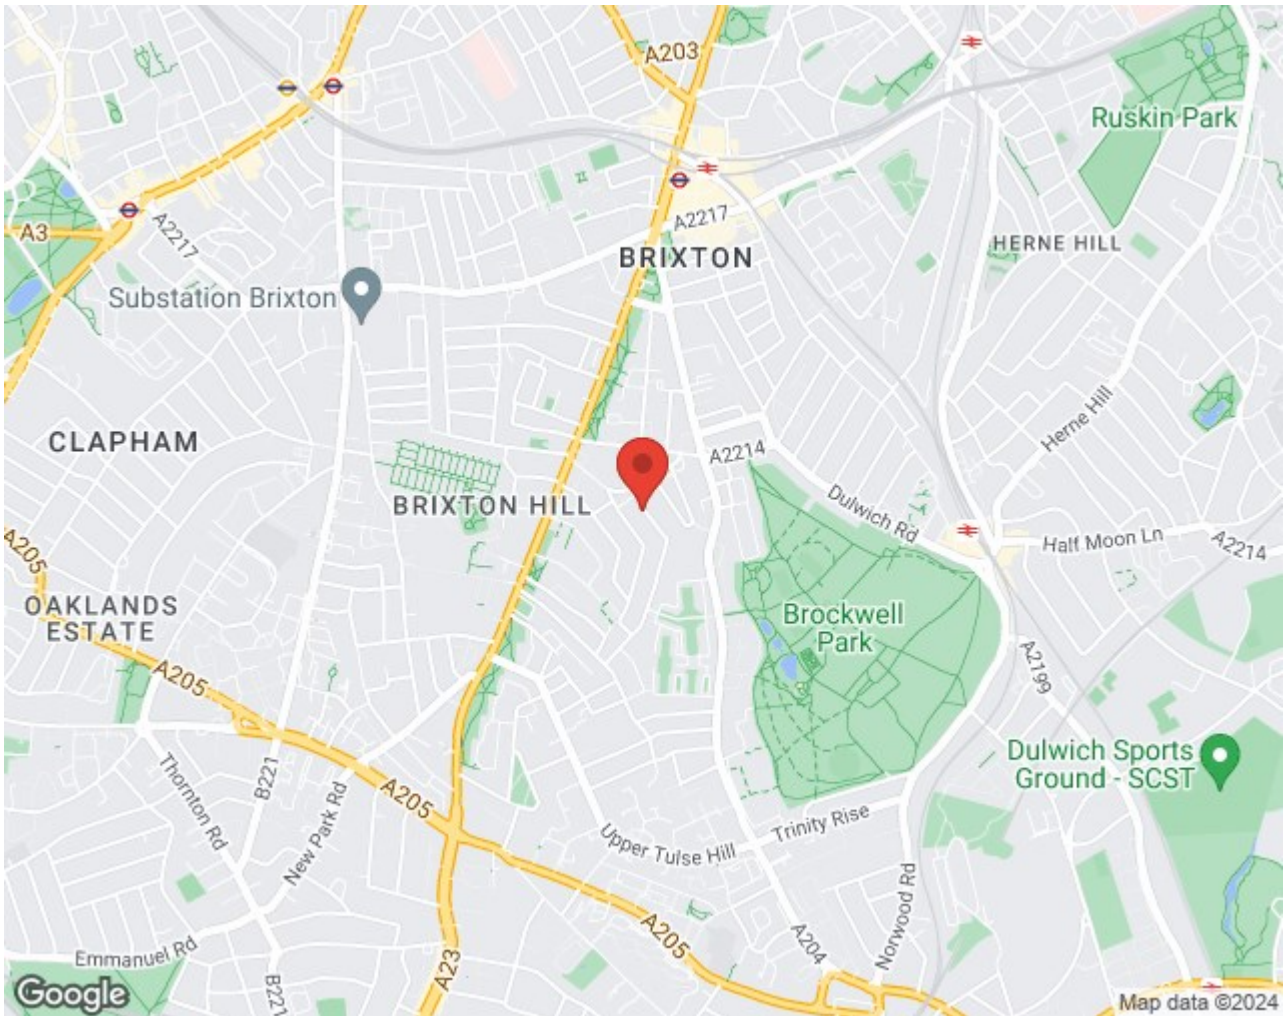 A203
Ruskin Park
A2217
A2217
A3
HERNE HILL
BRIXTON
Substation Brixton
Herne Hill
CLAPHAM
A2214
BRIXTON HILL
Dulwich Rd
Half Moon Ln
A2214
A205
OAKLANDS
ESTATE
Brockwell
Park
A205
A2199
Dulwich Sports
Ground - SCST
B221
Thornton Rd
New Park Rd
A205
Trinity Rise
Upper Tulse Hill
Norwood Rd
A205
A204
Emmanuel Rd
A23
B221
Google
Map data ©2024